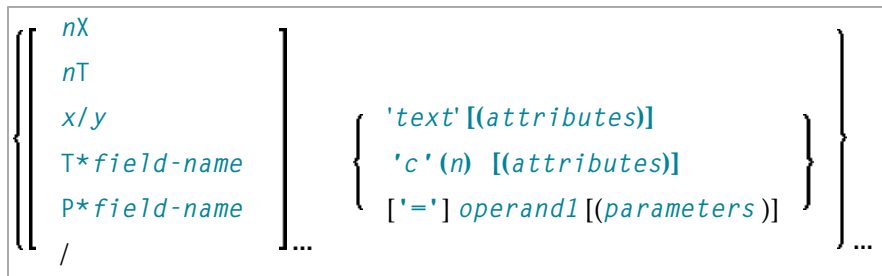 nX
nT
x/y
T*field-name
P*field-name
/
...
'text' [(attributes)]
'c' (n) [(attributes)]
['='] operand1 [(parameters )]
...